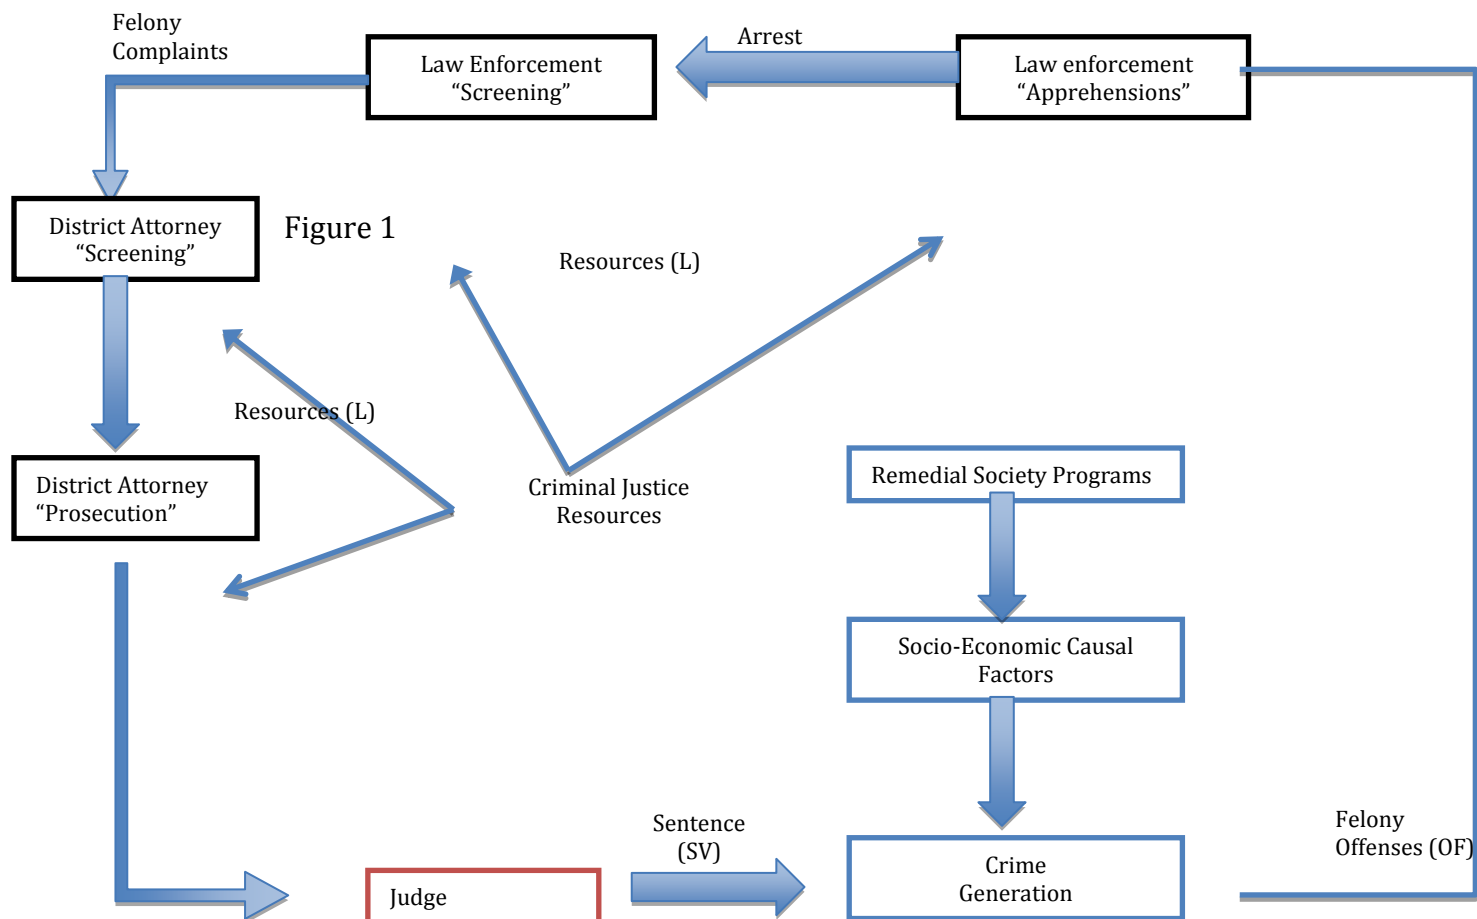 Felony
Complaints
Law Enforcement
“Screening”
Arrest
Law enforcement
“Apprehensions”
District Attorney
“Screening”
Figure 1
Resources (L)
Resources (L)
District Attorney
“Prosecution”
Criminal Justice
Resources
Remedial Society Programs
Socio-Economic Causal
Factors
Judge
Sentence
(SV)
Crime
Generation
Felony
Offenses (OF)